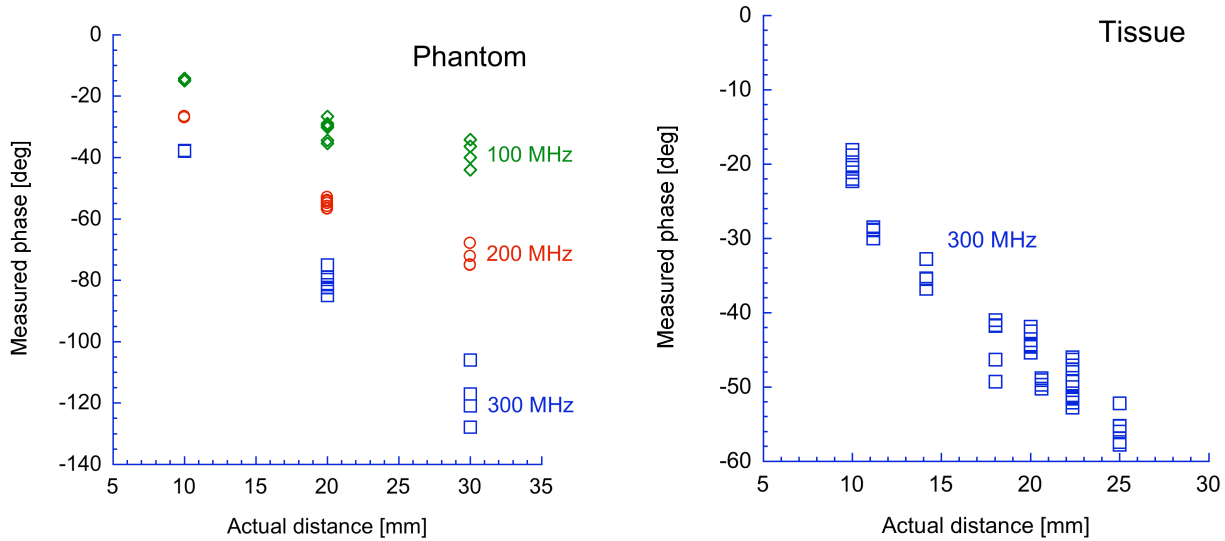 Phantom
Measured phase [deg]
0
-20
-40
-60
-80
-100
-120
-140
100 MHz
200 MHz
300 MHz
5
10
15
20
25
30
35
Actual distance [mm]
Tissue
Measured phase [deg]
0
-10
-20
-30
-40
-50
-60
300 MHz
5
10
15
20
25
30
Actual distance [mm]